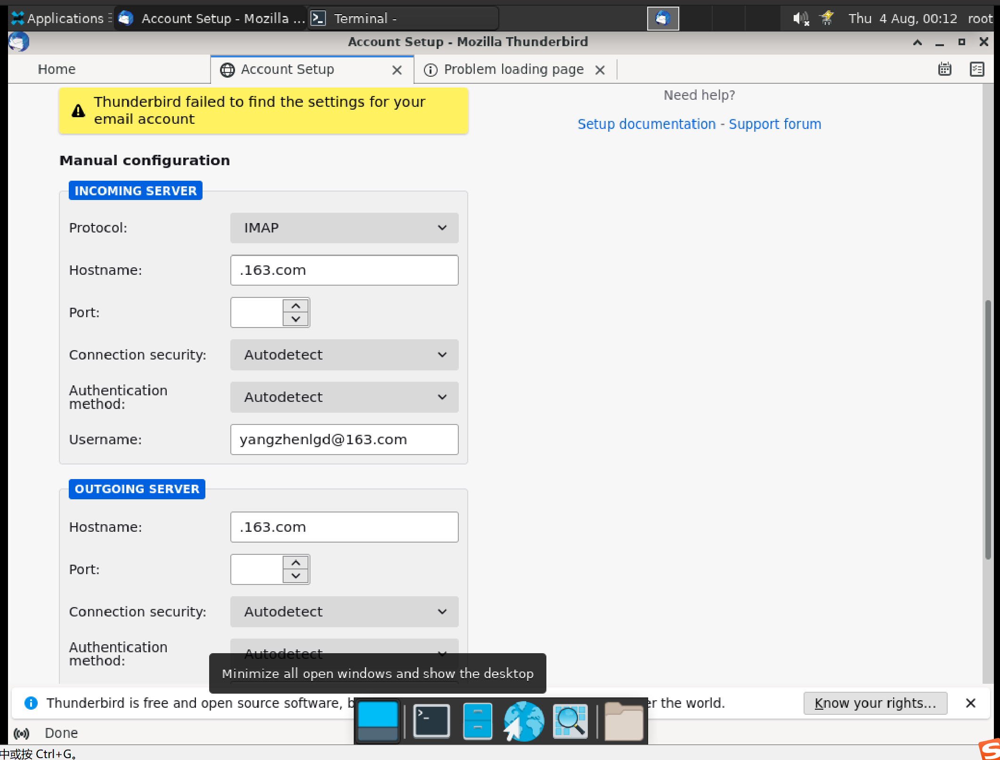 Applications
Account Setup - Mozilla ...
Terminal -
Thu 4 Aug, 00:12 root
Account Setup - Mozilla Thunderbird
Home
Account Setup
Problem loading page
Thunderbird failed to find the settings for your
email account
Need help?
Setup documentation - Support forum
Manual configuration
INCOMING SERVER
Protocol:
IMAP
Hostname:
.163.com
Port:
Connection security:
Autodetect
Authentication
method:
Autodetect
Username:
yangzhenlgd@163.com
OUTGOING SERVER
Hostname:
.163.com
Port:
Connection security:
Autodetect
Authentication
method:
Autodetect
Minimize all open windows and show the desktop
Thunderbird is free and open source software, b
er the world.
Know your rights...
Done
中或按 Ctrl+G。